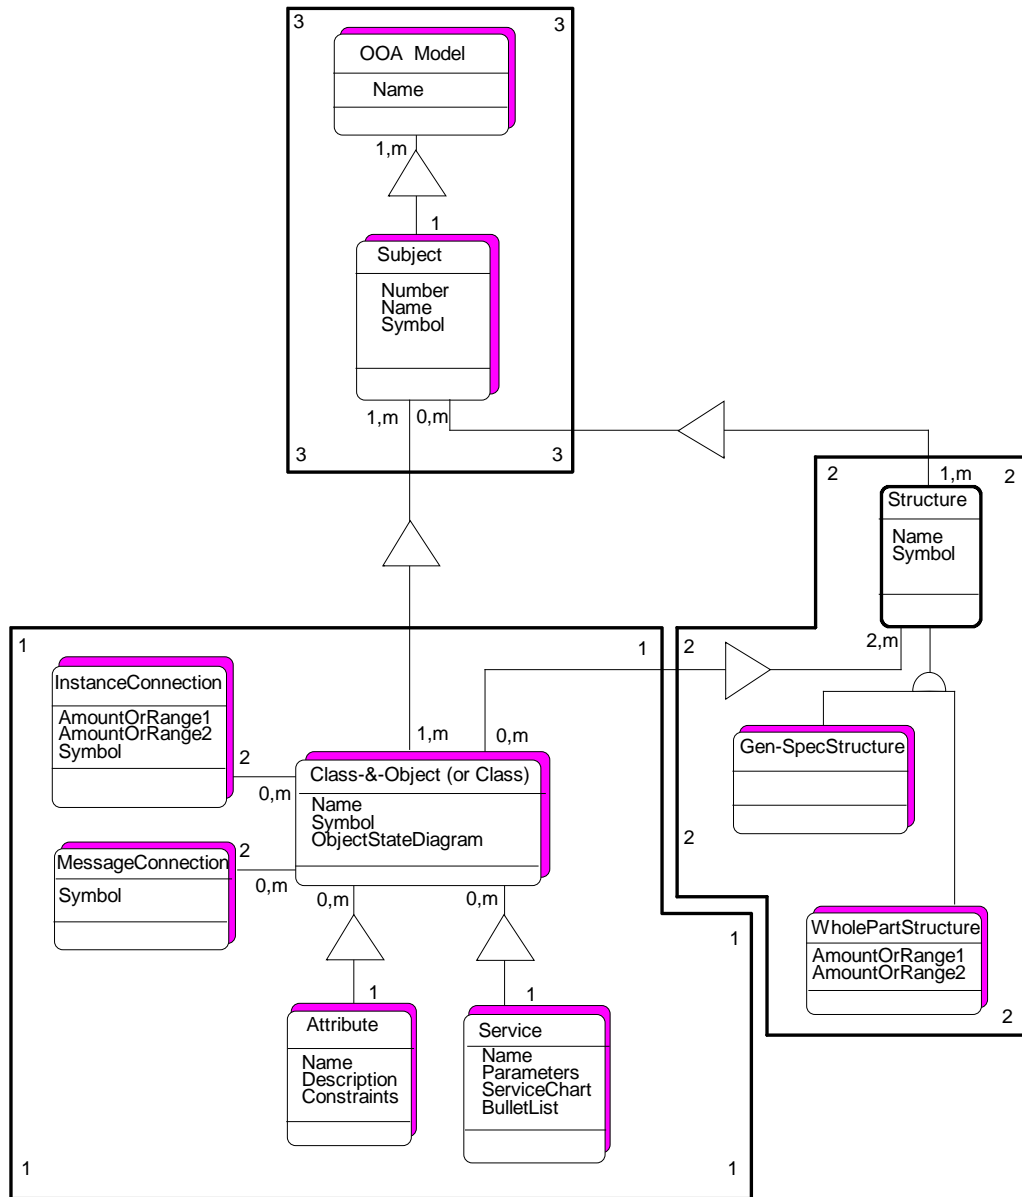 3
3
OOA Model
Name
1,m
1
Subject
Number
Name
Symbol
1,m
0,m
3
3
2
1,m
2
Structure
Name
Symbol
2,m
1
1
2
InstanceConnection
AmountOrRange1
AmountOrRange2
Symbol
2
0,m
1,m
0,m
Class-&-Object (or Class)
Name
Symbol
ObjectStateDiagram
Gen-SpecStructure
2
MessageConnection
Symbol
2
0,m
0,m
0,m
WholePartStructure
AmountOrRange1
AmountOrRange2
1
2
1
Attribute
Name
Description
Constraints
1
Service
Name
Parameters
ServiceChart
BulletList
1
1